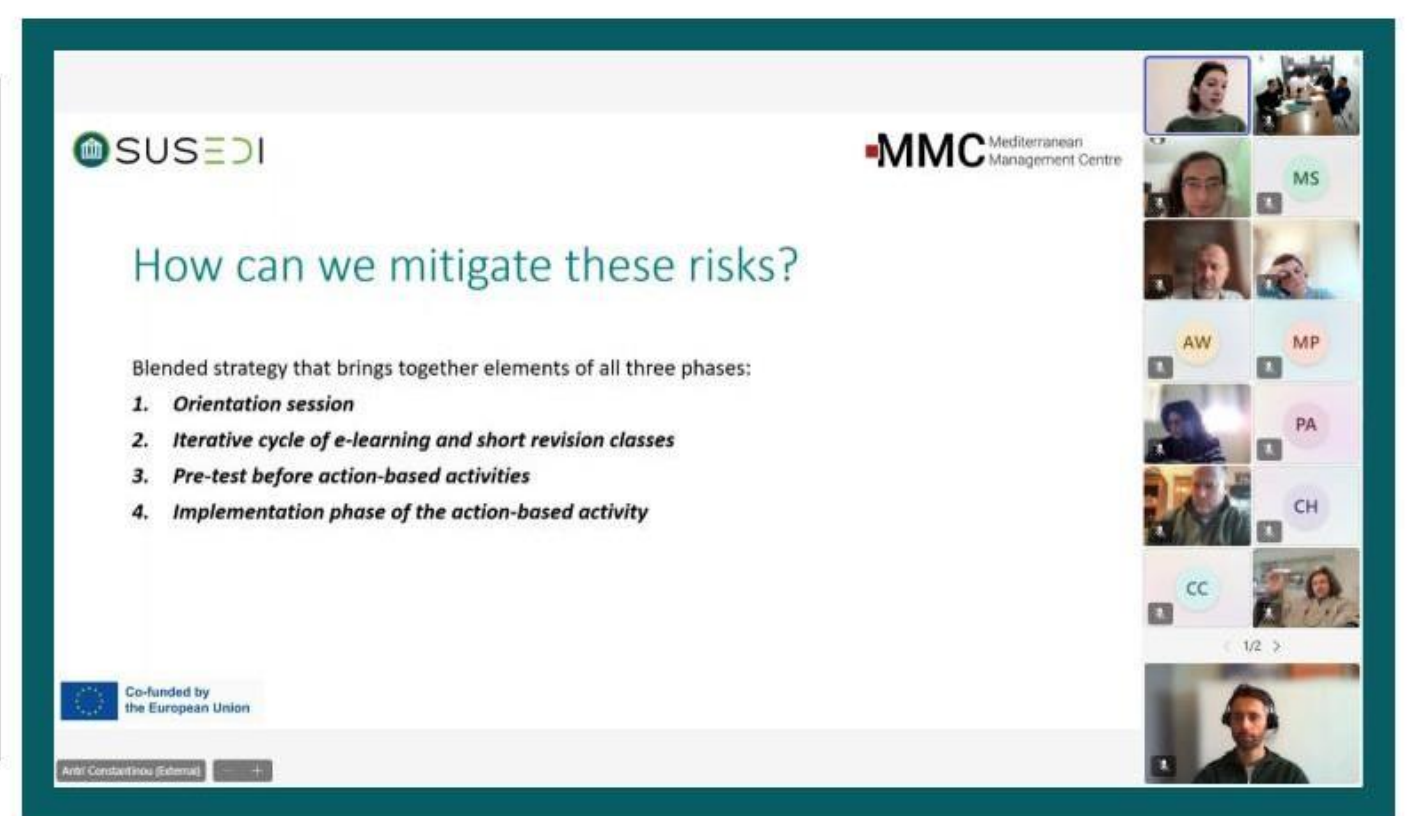 SUSEDI
MMC Mediterranean
Management Centre
How can we mitigate these risks?
Blended strategy that brings together elements of all three phases:
1. Orientation session
2. Iterative cycle of e-learning and short revision classes
3. Pre-test before action-based activities
4. Implementation phase of the action-based activity
Co-funded by
the European Union
Antri Constantinou (External)
MS
AW
MP
PA
CH
CC
1/2